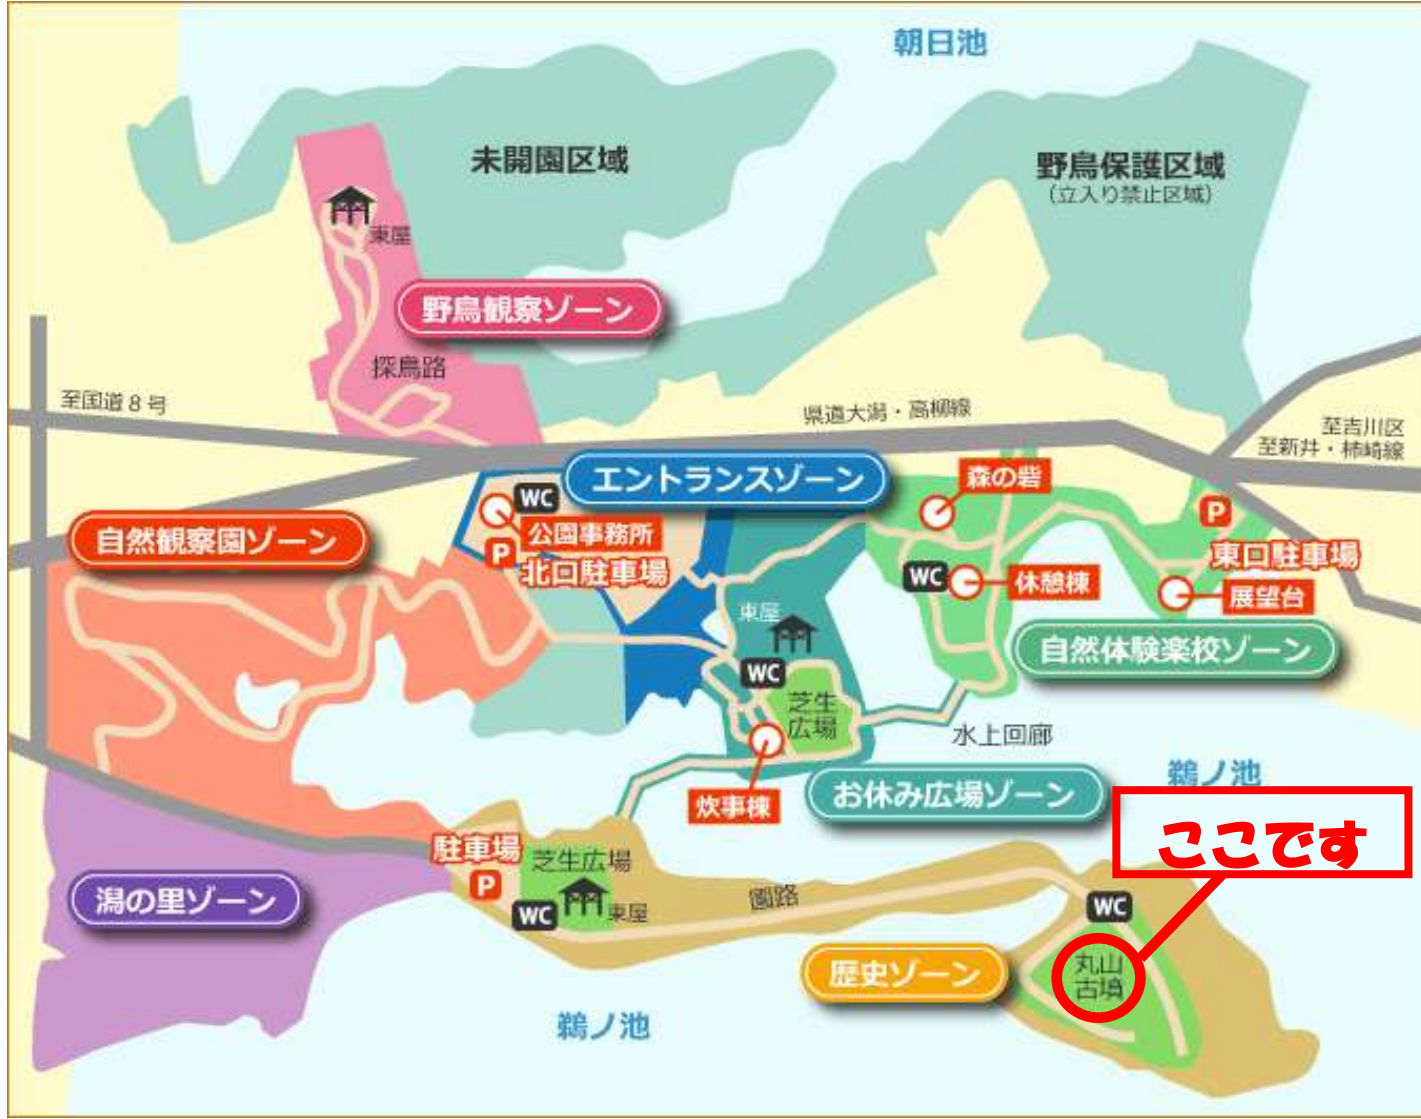 朝日池
未開園区域
野鳥保護区域
(立入り禁止区域)
東屋
野鳥観察ゾーン
探鳥路
至国道8号
県道大潟・高柳線
至吉川区
至新井・柿崎線
エントランスゾーン
森の砦
WC
公園事務所
P
北口駐車場
自然観察園ゾーン
P
東口駐車場
WC
休憩棟
展望台
東屋
自然体験楽校ゾーン
WC
芝生
広場
水上回廊
鵜ノ池
炊事棟
お休み広場ゾーン
ここです
駐車場
P
芝生広場
WC
東屋
園路
WC
潟の里ゾーン
歴史ゾーン
丸山
古墳
鵜ノ池